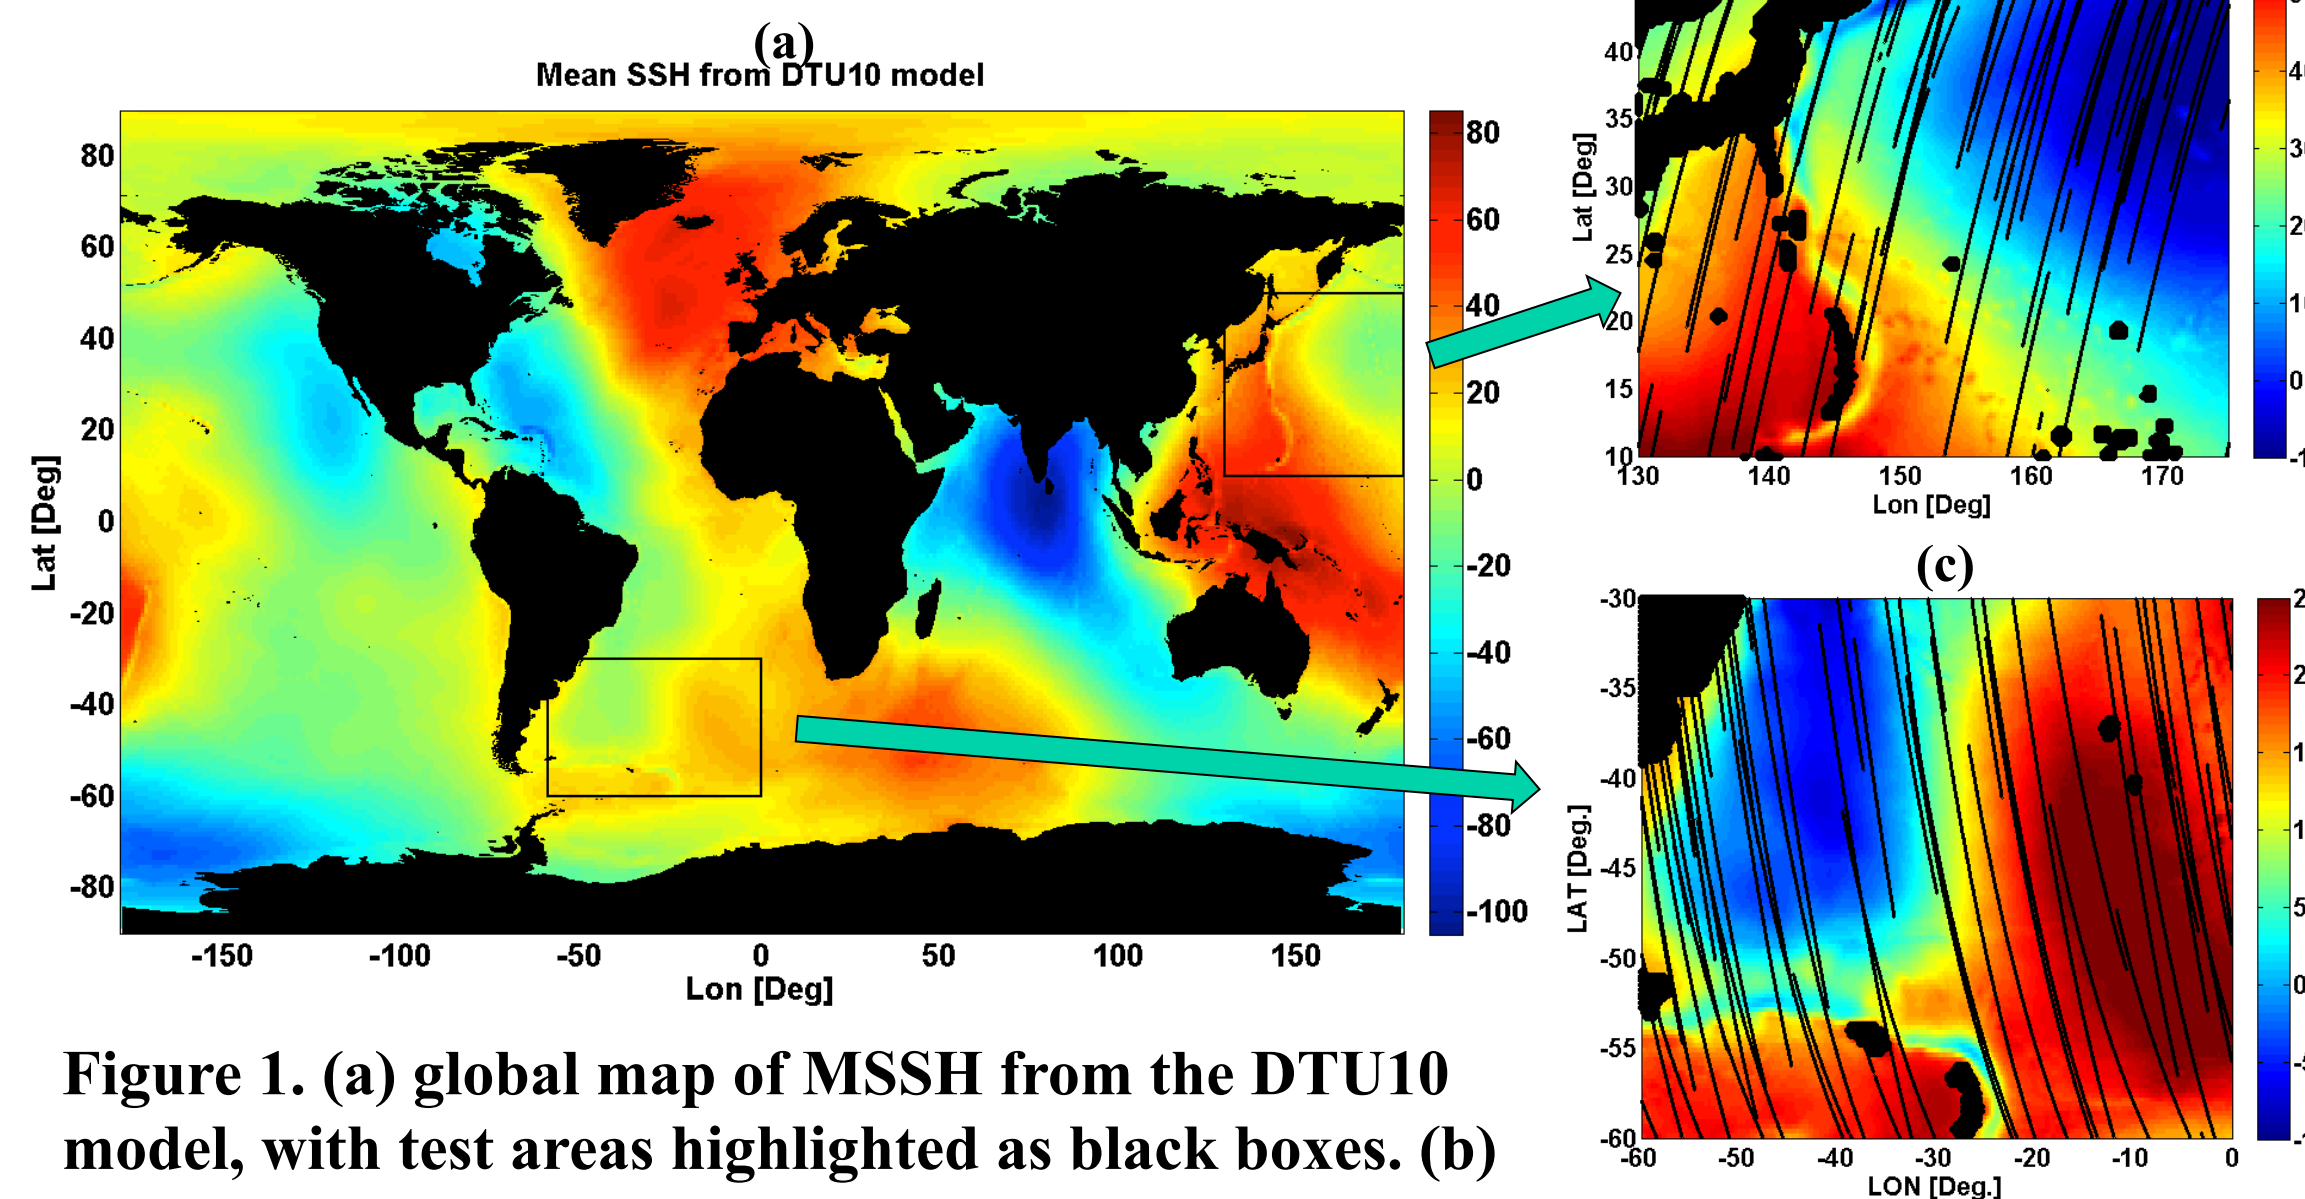 (a)
Mean SSH from DTU10 model
80
60
40
20
0
-20
-40
-60
-80
Lat [Deg]
-150 -100 -50 0 50 100 150
Lon [Deg]
80
60
40
20
0
-20
-40
-60
-80
-100
40
35
30
25
20
15
10
Lat [Deg]
130 140 150 160 170
Lon [Deg]
0
(c)
-30
-35
-40
-45
-50
-55
-60
LAT [Deg.]
-60 -50 -40 -30 -20 -10 0
LON [Deg.]
5
0
Figure 1. (a) global map of MSSH from the DTU10
model, with test areas highlighted as black boxes. (b)